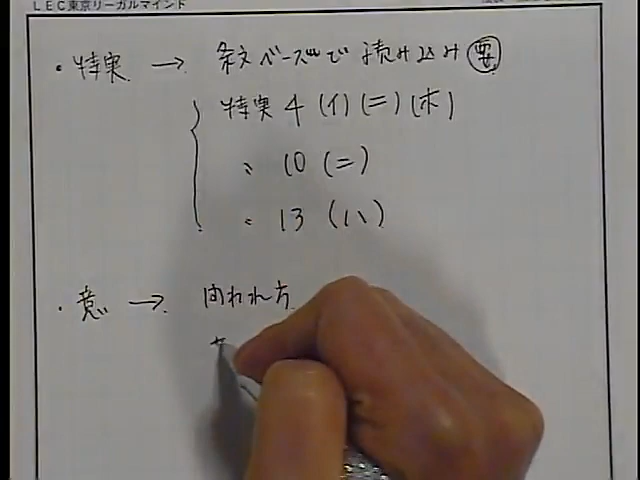 LEC東京リーガルマインド
・特実 → 条文ベースで読み込み 要
特実 4 (イ)(ニ)(ホ)
〃 10 (ニ)
〃 13 (ハ)
・意 → 問われ方